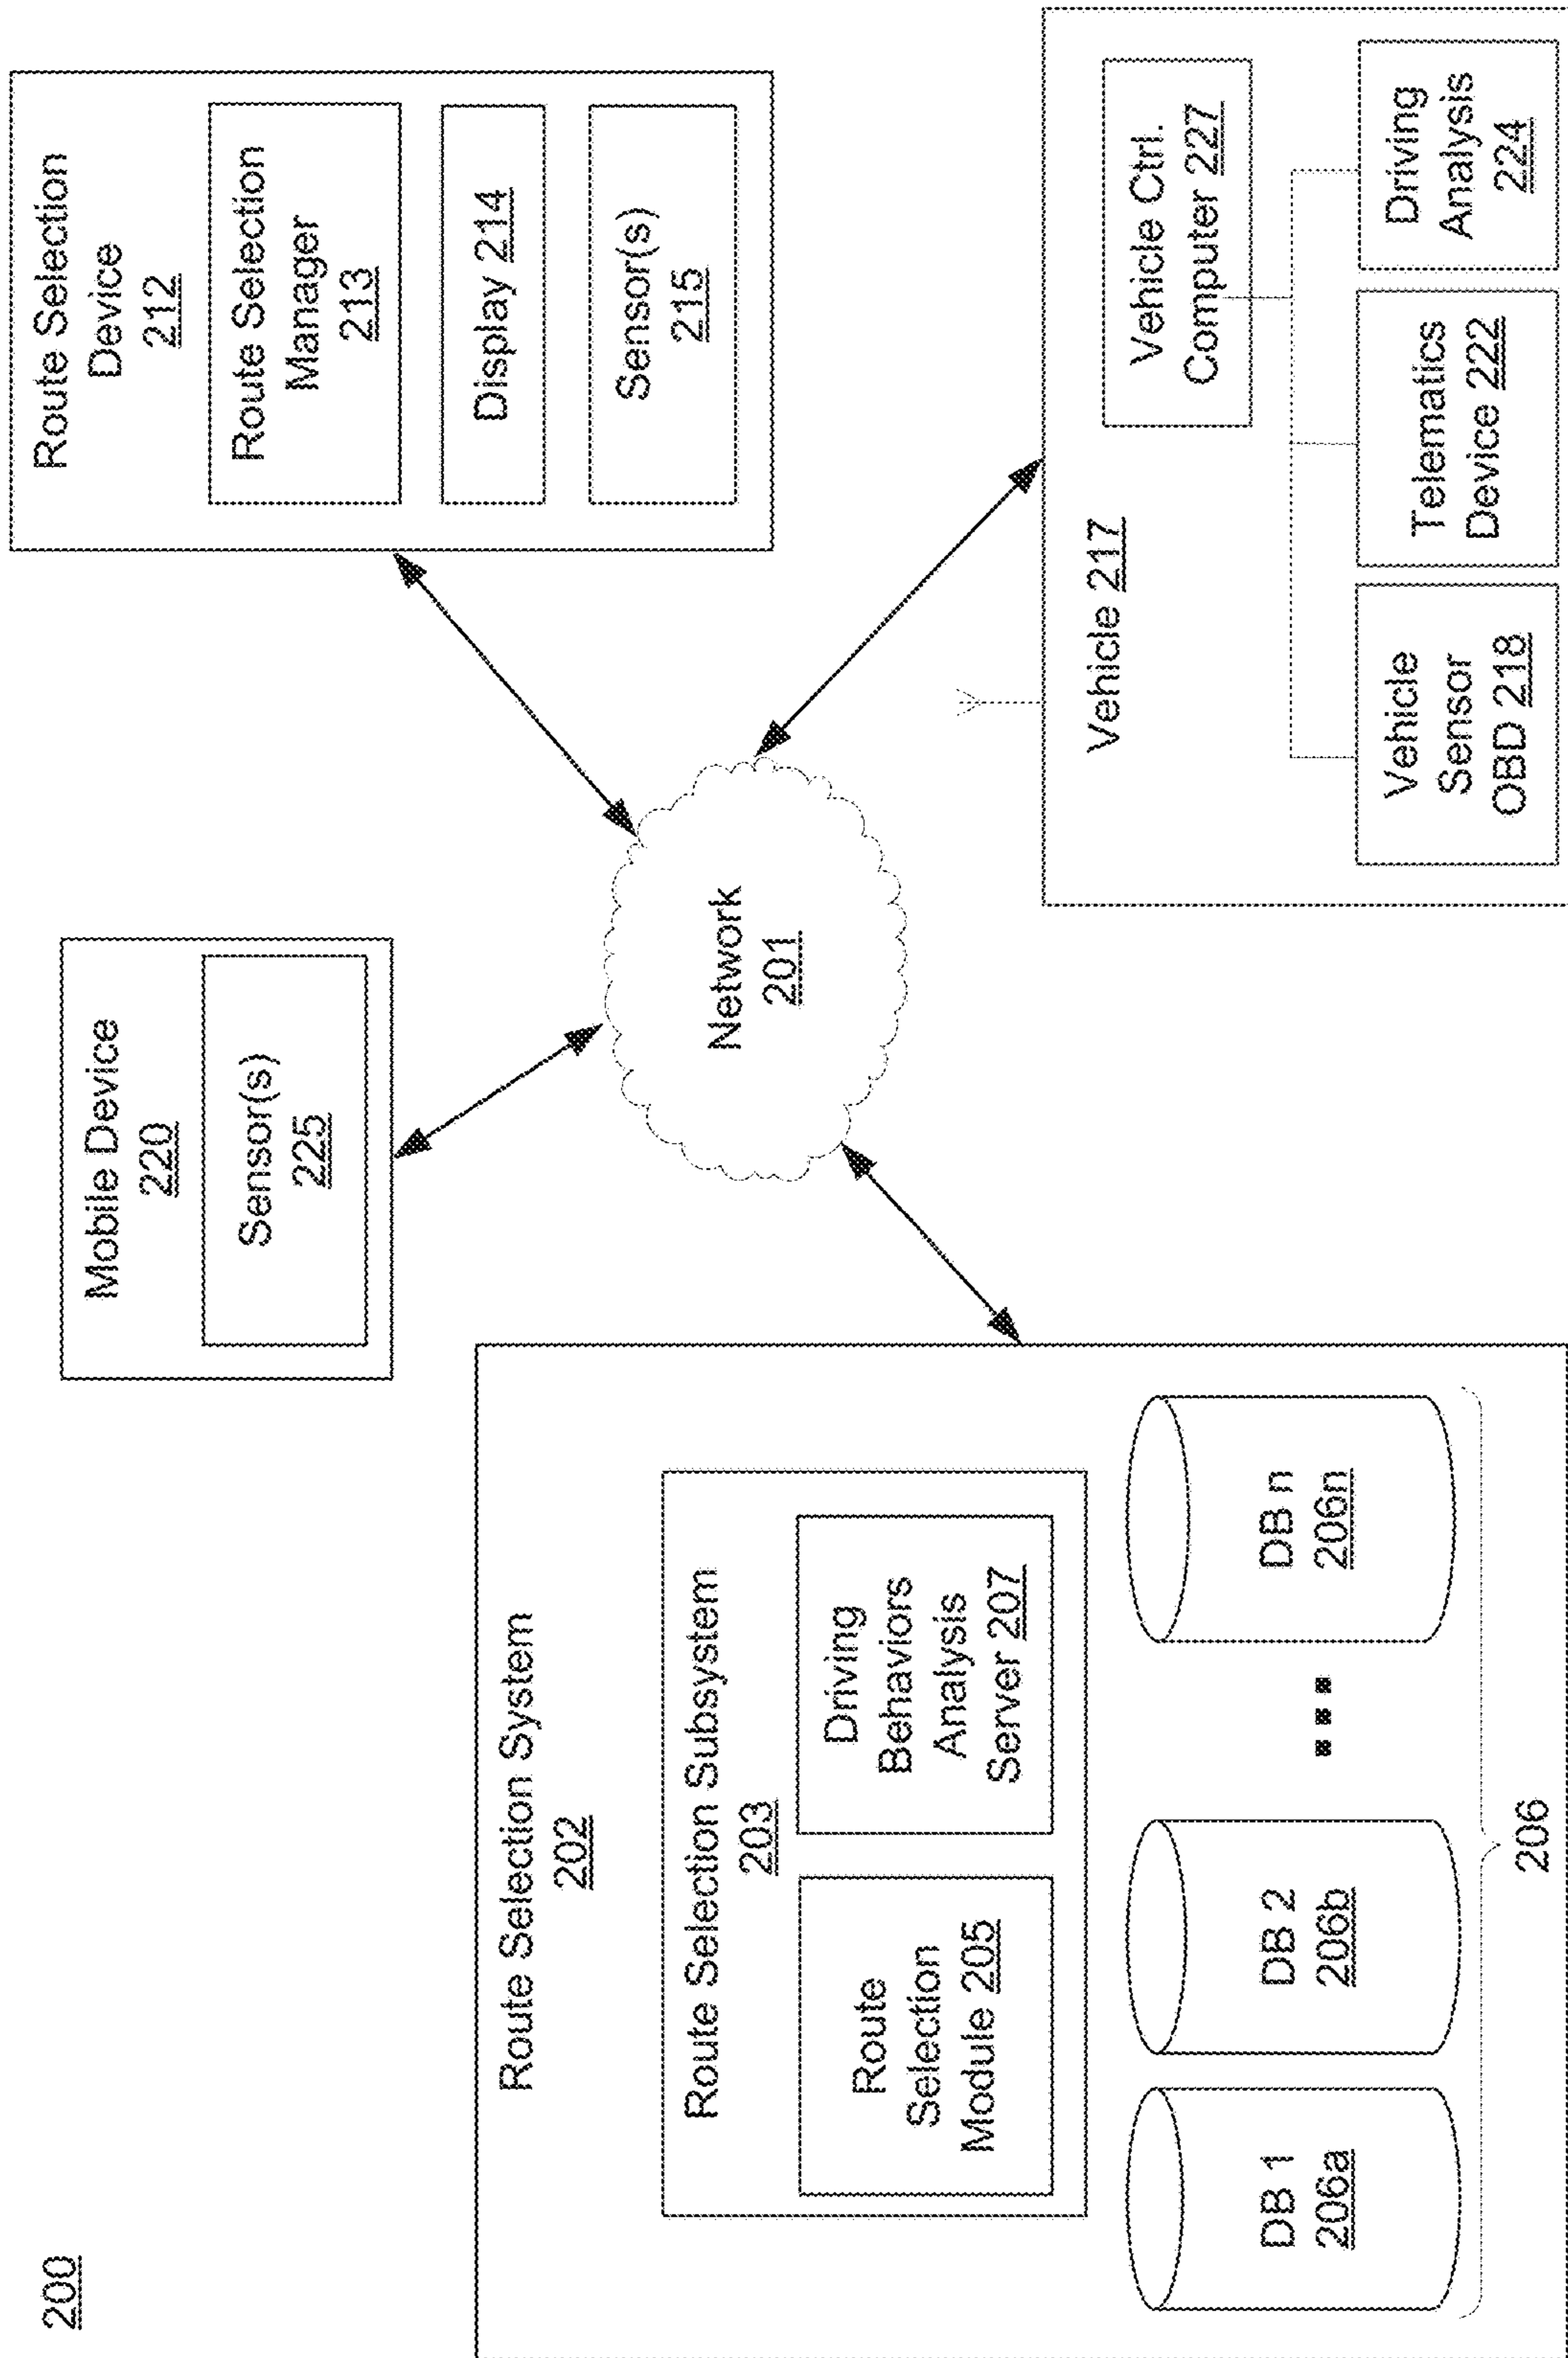 200
Mobile Device
220
Sensor(s)
225
Route Selection
Device
212
Route Selection
Manager
213
Display 214
Sensor(s)
215
Route Selection System
202
Route Selection Subsystem
203
Route
Selection
Module 205
Driving
Behaviors
Analysis
Server 207
DB 1
206a
DB 2
206b
DB n
206n
206
Network
201
Vehicle 217
Vehicle Ctrl.
Computer 227
Vehicle
Sensor
OBD 218
Telematics
Device 222
Driving
Analysis
224